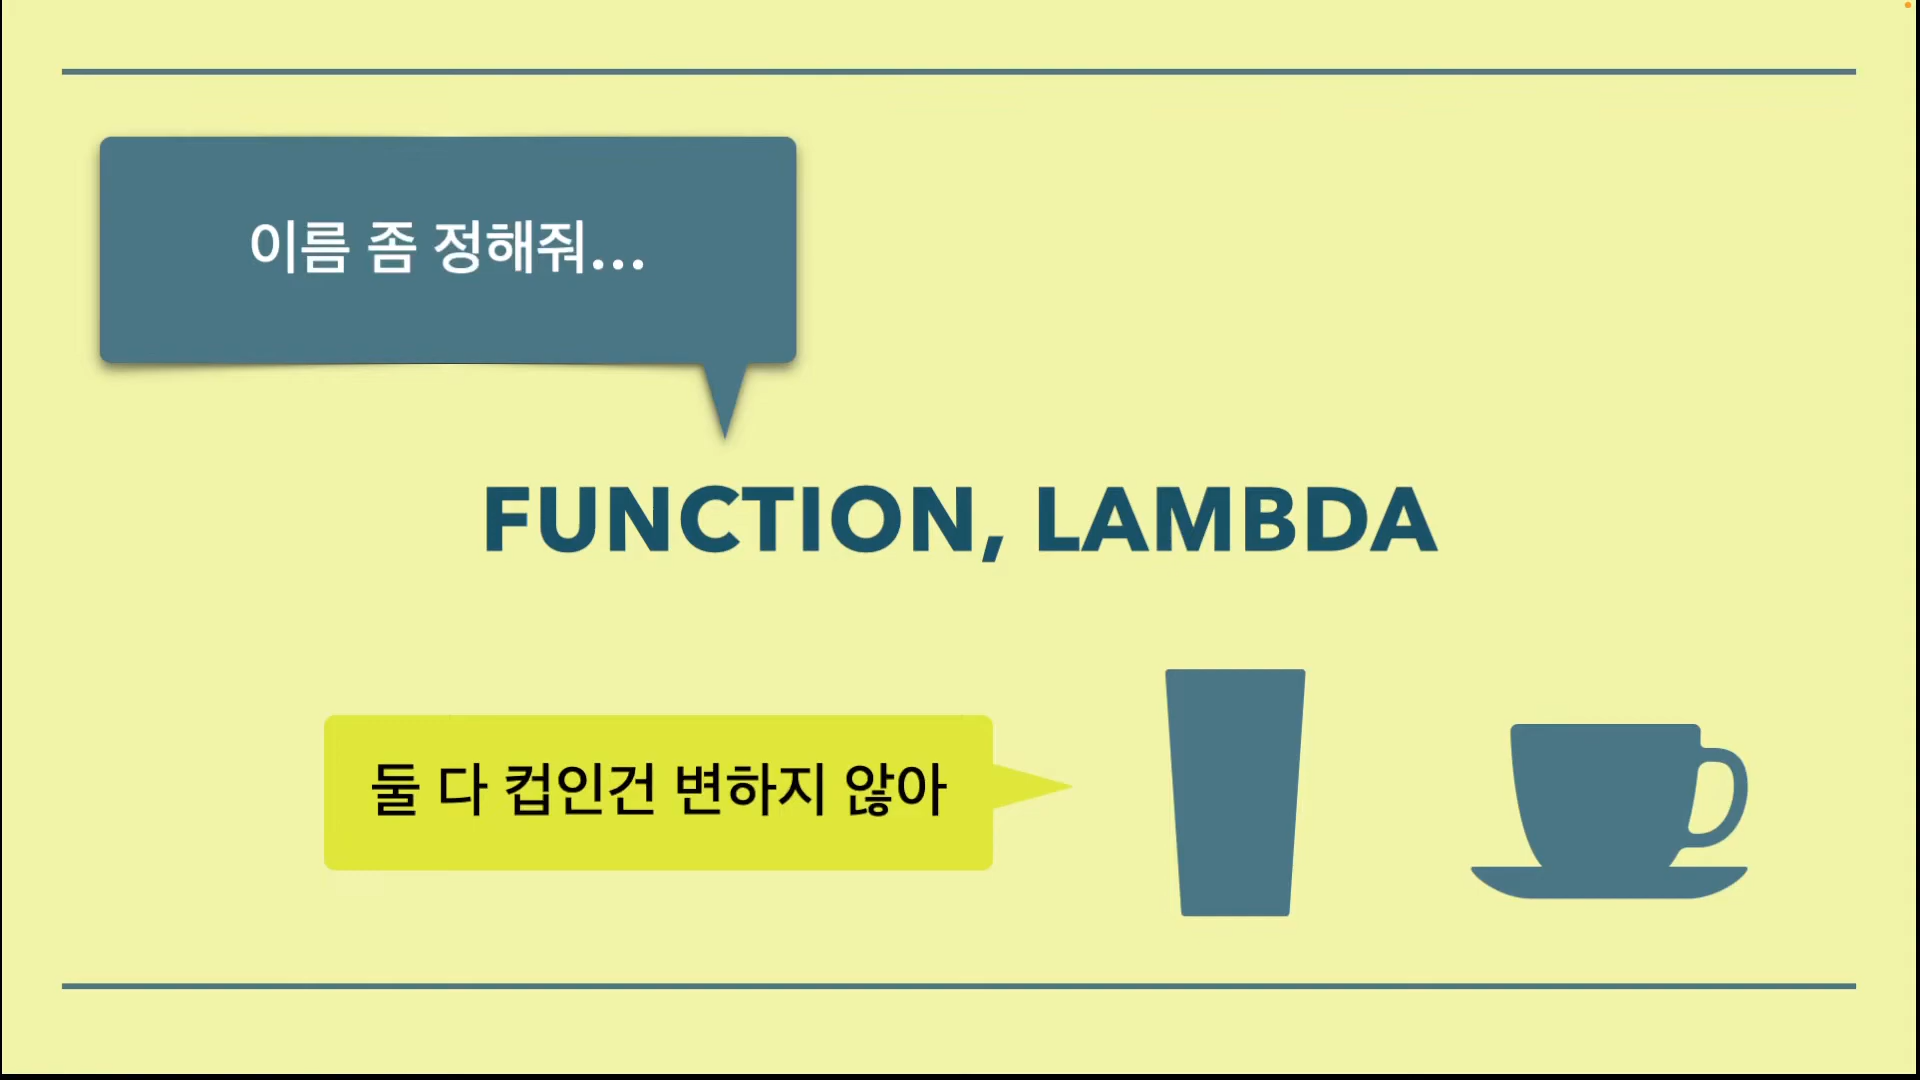 이름 좀 정해줘...
FUNCTION, LAMBDA
둘 다 컵인건 변하지 않아